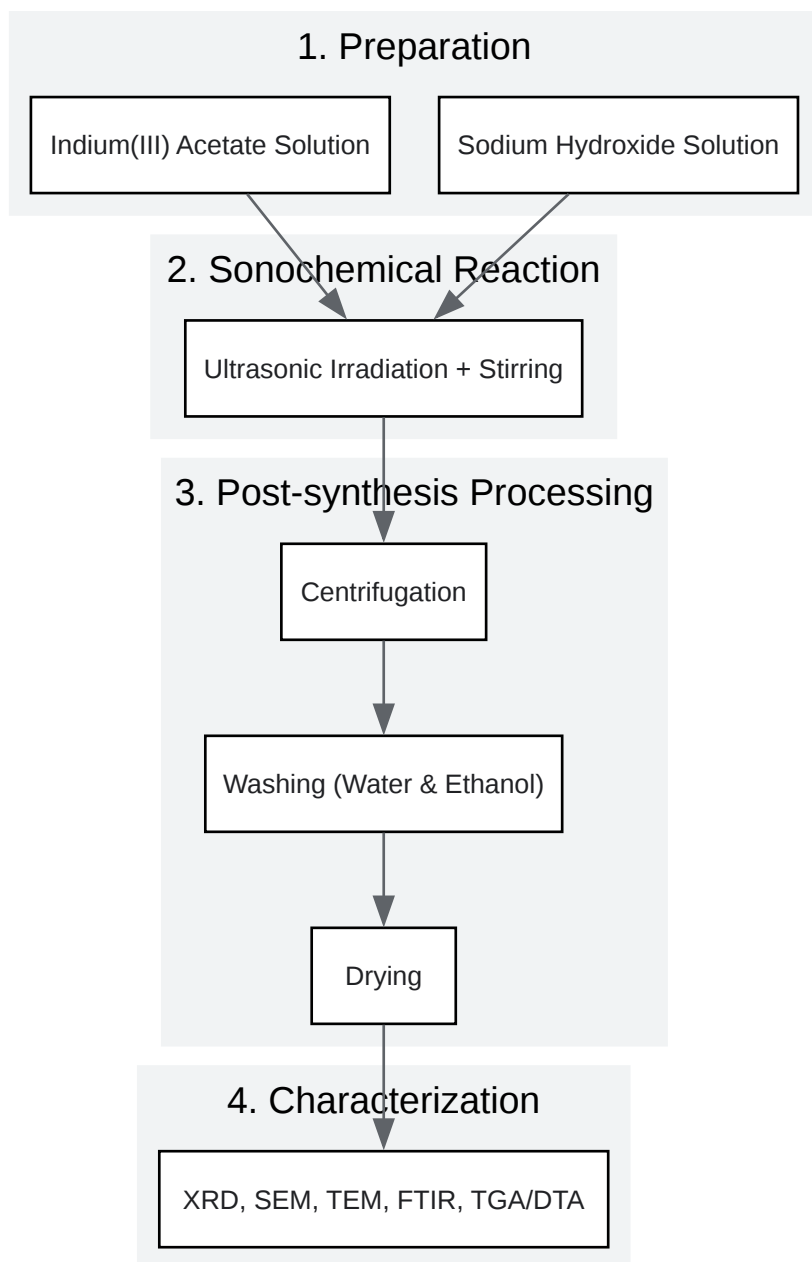 1. Preparation
Indium(III) Acetate Solution
Sodium Hydroxide Solution
2. Sonochemical Reaction
Ultrasonic Irradiation + Stirring
3. Post-synthesis Processing
Centrifugation
Washing (Water & Ethanol)
Drying
4. Characterization
XRD, SEM, TEM, FTIR, TGA/DTA